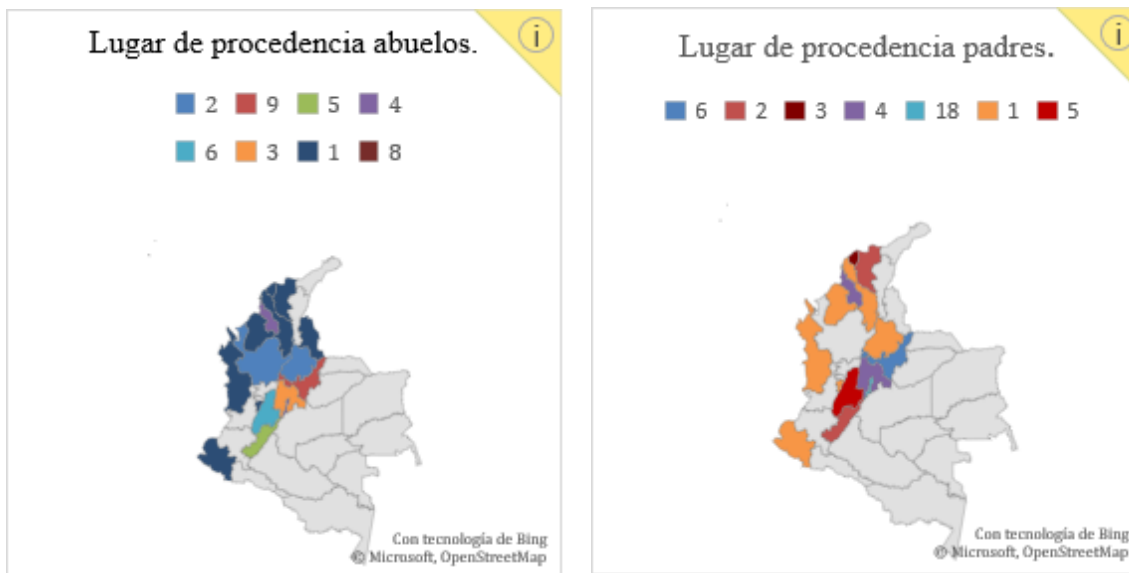 Lugar de procedencia abuelos.
2 9 5 4
6 3 1 8
Con tecnología de Bing
© Microsoft, OpenStreetMap
Lugar de procedencia padres.
6 2 3 4 18 1 5
Con tecnología de Bing
© Microsoft, OpenStreetMap